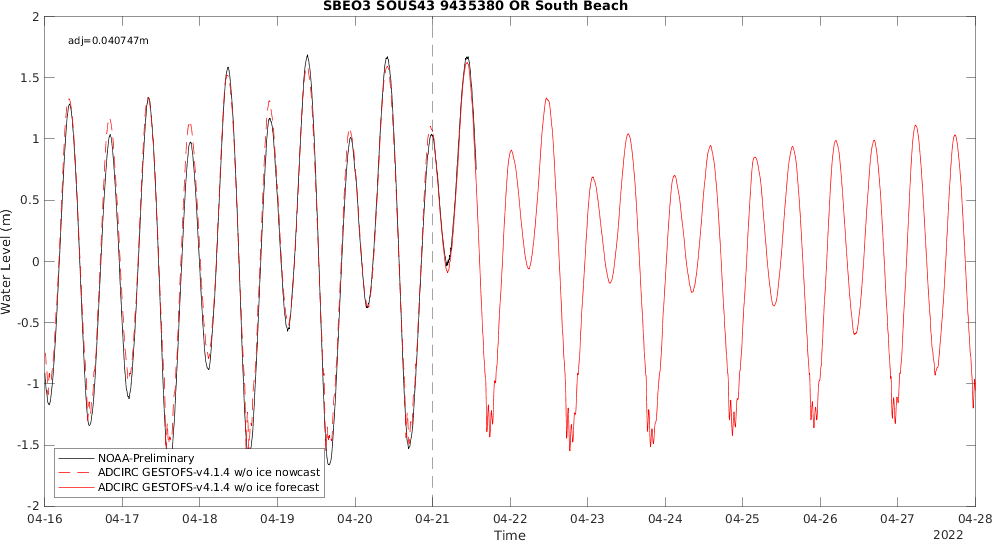 SBEO3 SOUS43 9435380 OR South Beach
adj=0.040747m
Water Level (m)
2
1.5
1
0.5
0
-0.5
-1
-1.5
-2
NOAA-Preliminary
ADCIRC GESTOFS-v4.1.4 w/o ice nowcast
ADCIRC GESTOFS-v4.1.4 w/o ice forecast
04-16 04-17 04-18 04-19 04-20 04-21 04-22 04-23 04-24 04-25 04-26 04-27 04-28
Time
2022